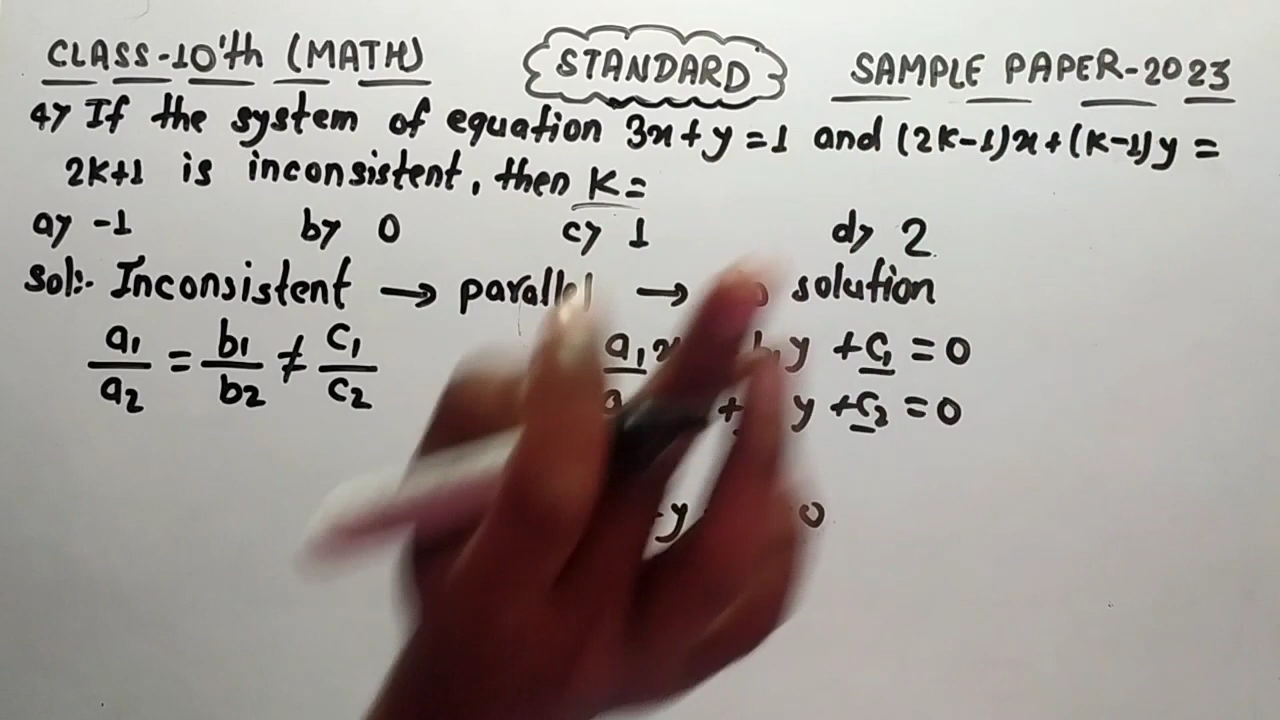 CLASS-10'th (MATH) STANDARD SAMPLE PAPER-2023
4> If the system of equation 3x+y=1 and (2K-1)x+(K-1)y =
2K+1 is inconsistent, then K=
a> -1 b> 0 c> 1 d> 2
Sol:- Inconsistent → parallel → solution
a1/a2 = b1/b2 ≠ c1/c2
a1x y +c1 = 0
+ y +c2 = 0
y 0